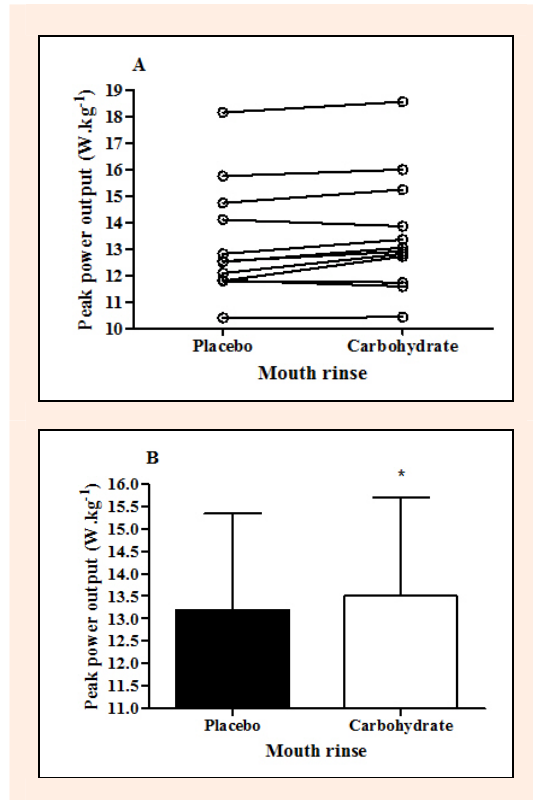 A
Peak power output (W.kg-1)
19
18
17
16
15
14
13
12
11
10
Placebo Carbohydrate
Mouth rinse
B
*
Peak power output (W.kg-1)
16.0
15.5
15.0
14.5
14.0
13.5
13.0
12.5
12.0
11.5
11.0
Placebo Carbohydrate
Mouth rinse